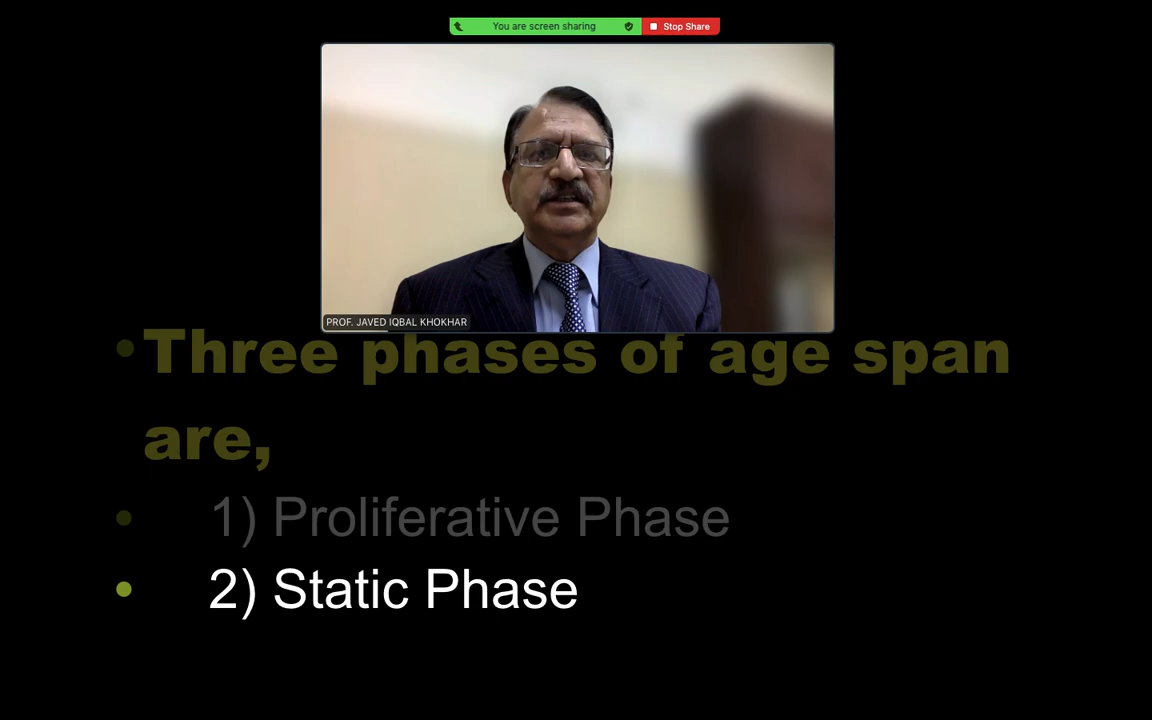 You are screen sharing
Stop Share
PROF. JAVED IQBAL KHOKHAR
•Three phases of age span
are,
• 1) Proliferative Phase
• 2) Static Phase